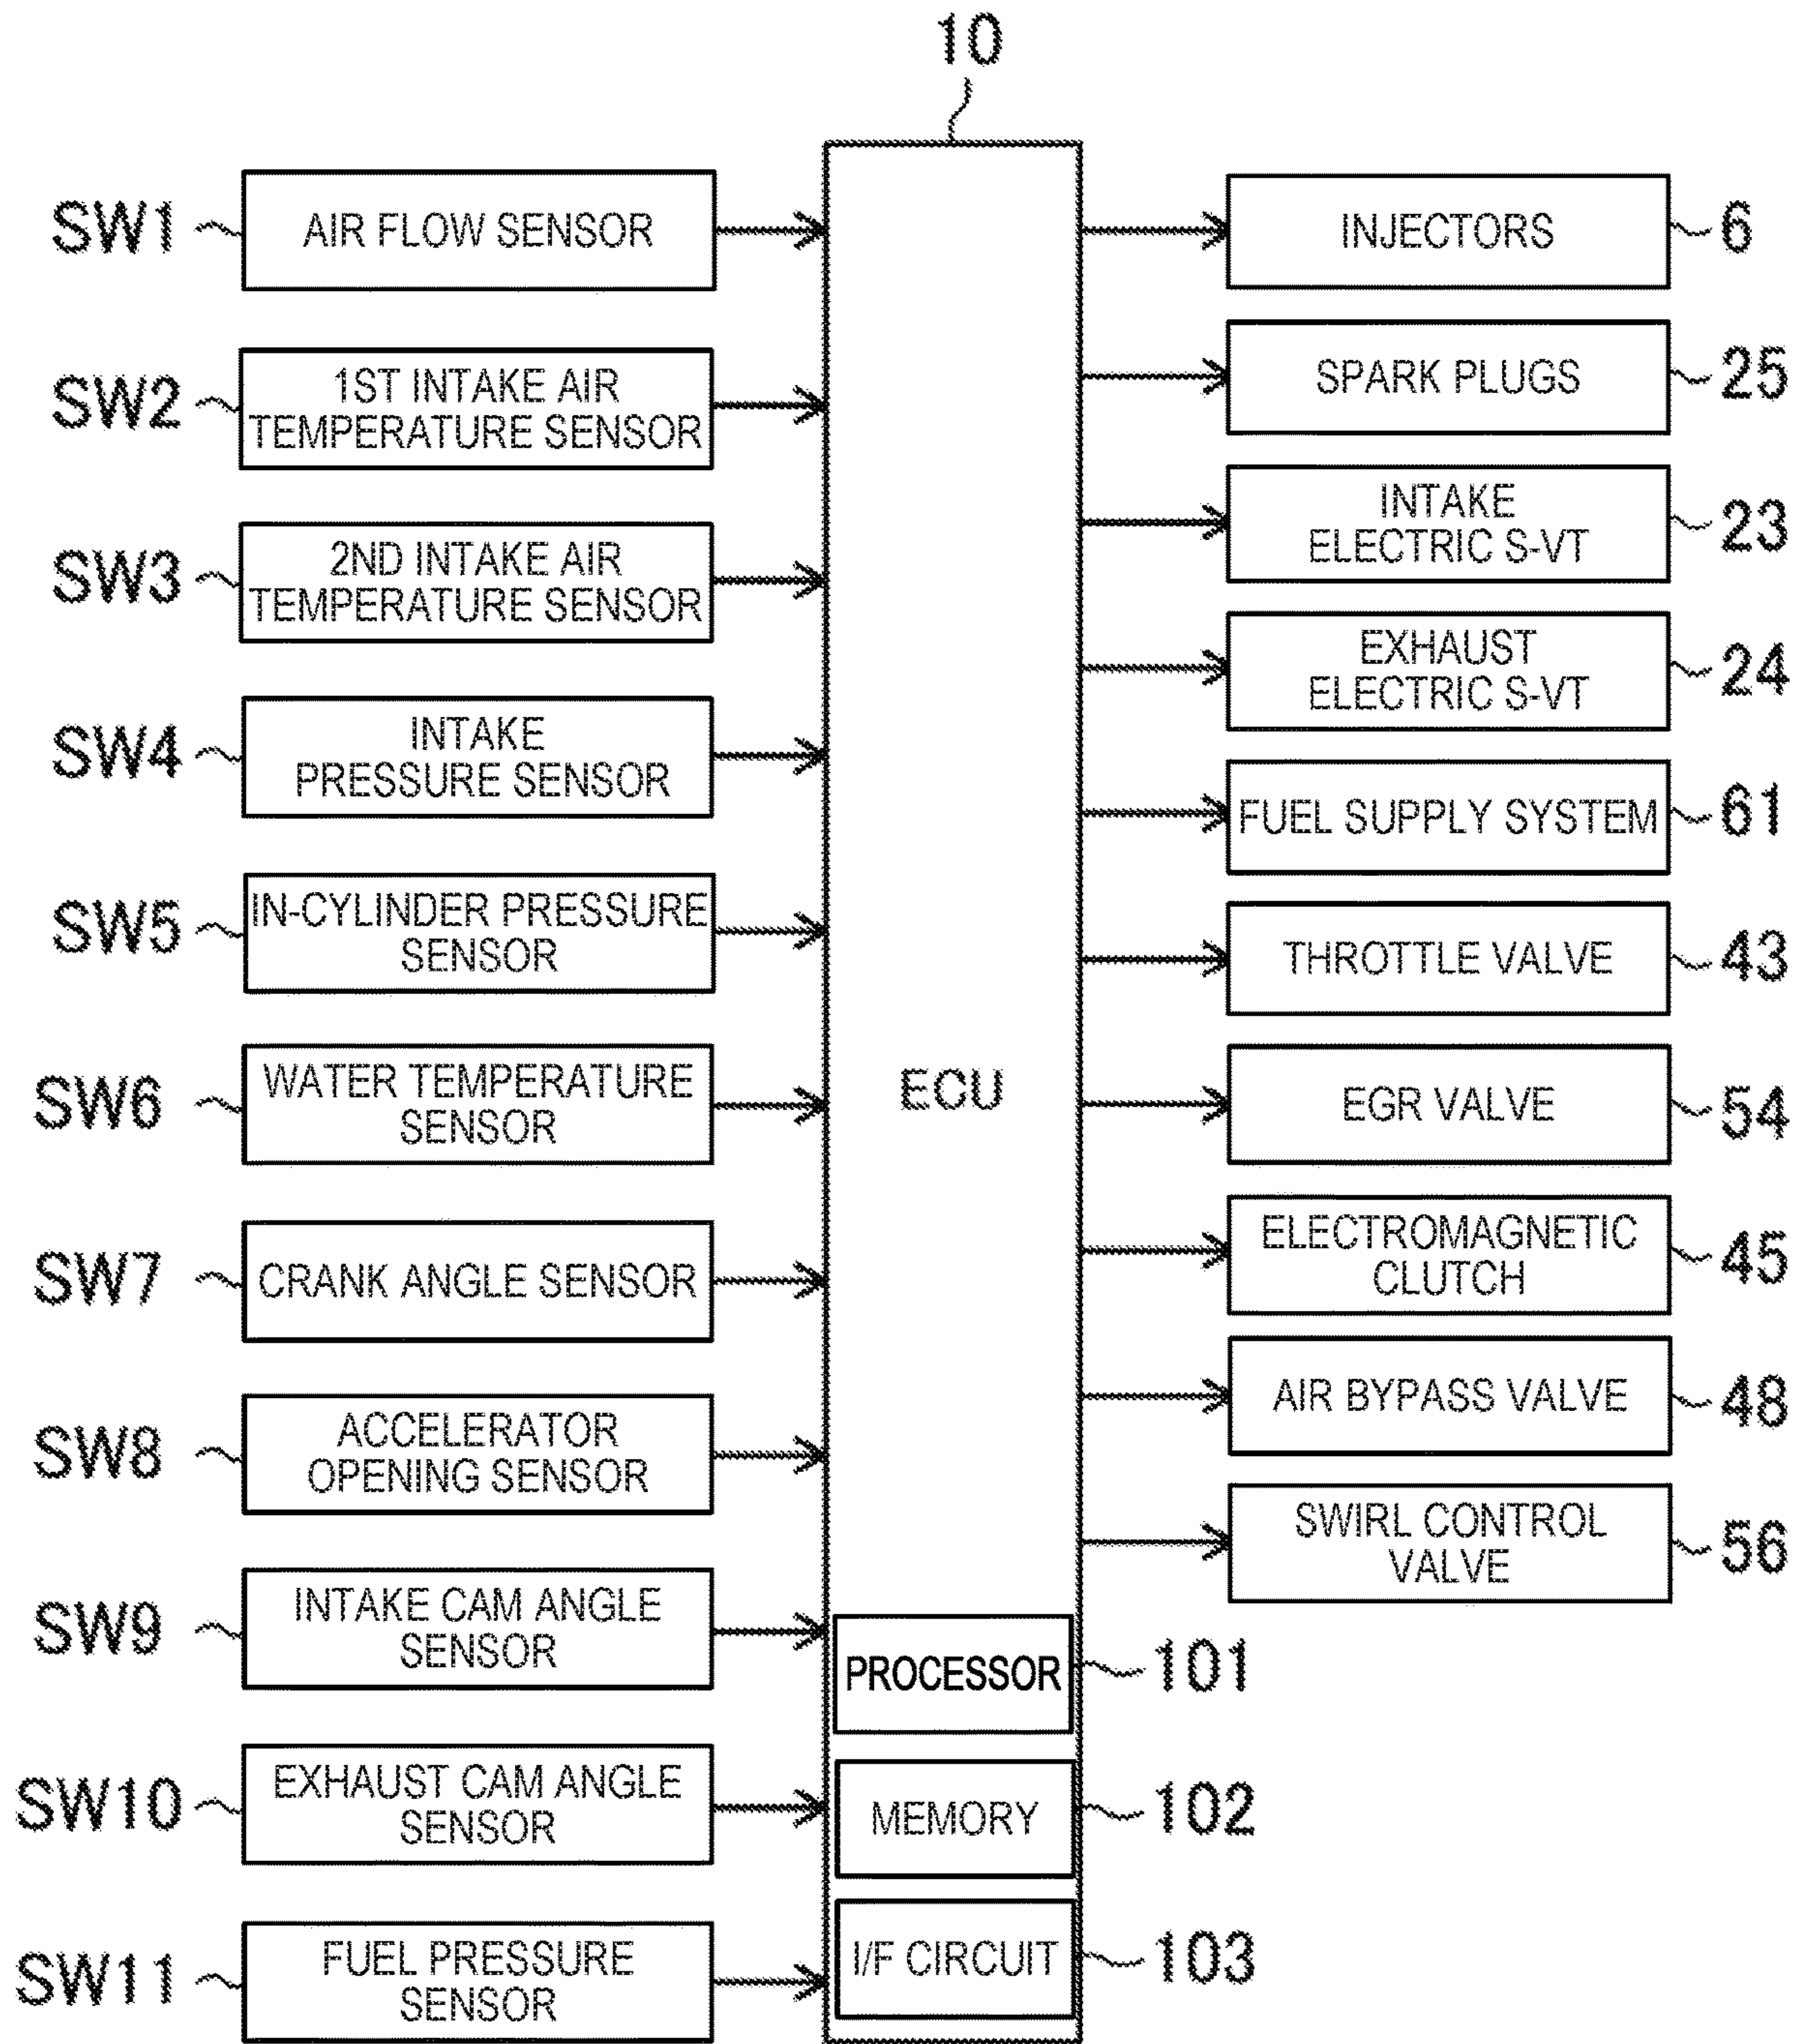 10
SW1
AIR FLOW SENSOR
SW2
1ST INTAKE AIR
TEMPERATURE SENSOR
SW3
2ND INTAKE AIR
TEMPERATURE SENSOR
SW4
INTAKE
PRESSURE SENSOR
SW5
IN-CYLINDER PRESSURE
SENSOR
SW6
WATER TEMPERATURE
SENSOR
SW7
CRANK ANGLE SENSOR
SW8
ACCELERATOR
OPENING SENSOR
SW9
INTAKE CAM ANGLE
SENSOR
SW10
EXHAUST CAM ANGLE
SENSOR
SW11
FUEL PRESSURE
SENSOR
ECU
PROCESSOR
101
MEMORY
102
I/F CIRCUIT
103
INJECTORS
6
SPARK PLUGS
25
INTAKE
ELECTRIC S-VT
23
EXHAUST
ELECTRIC S-VT
24
FUEL SUPPLY SYSTEM
61
THROTTLE VALVE
43
EGR VALVE
54
ELECTROMAGNETIC
CLUTCH
45
AIR BYPASS VALVE
48
SWIRL CONTROL
VALVE
56